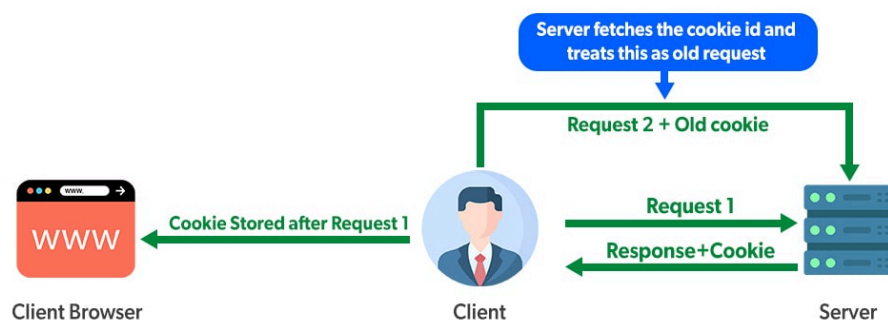 Server fetches the cookie id and
treats this as old request
Request 2 + Old cookie
www.
WWW
Cookie Stored after Request 1
Request 1
Response+Cookie
Client Browser
Client
Server